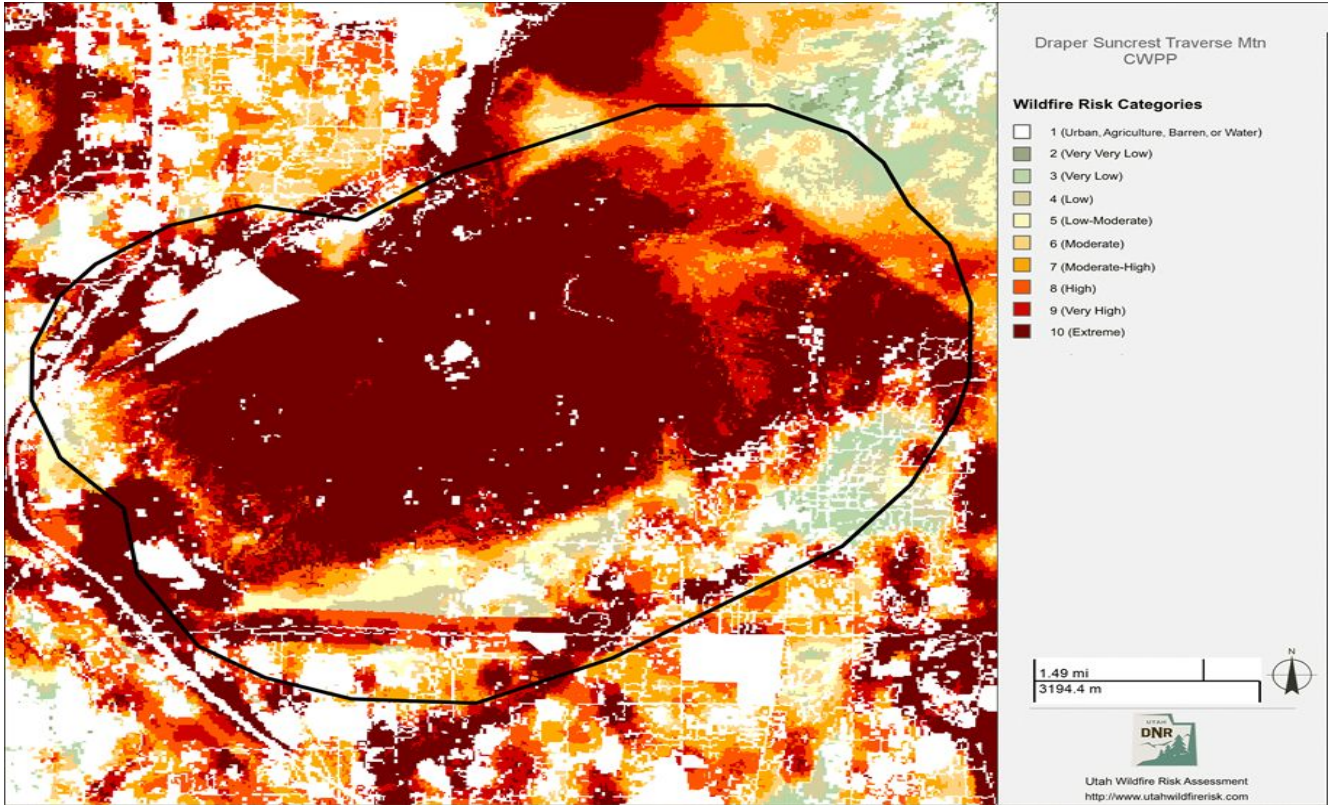 Draper Suncrest Traverse Mtn
CWPP
Wildfire Risk Categories
1 (Urban, Agriculture, Barren, or Water)
2 (Very Very Low)
3 (Very Low)
4 (Low)
5 (Low-Moderate)
6 (Moderate)
7 (Moderate-High)
8 (High)
9 (Very High)
10 (Extreme)
1.49 mi
3194.4 m
N
UTAH
DNR
Utah Wildfire Risk Assessment
http://www.utahwildfirerisk.com